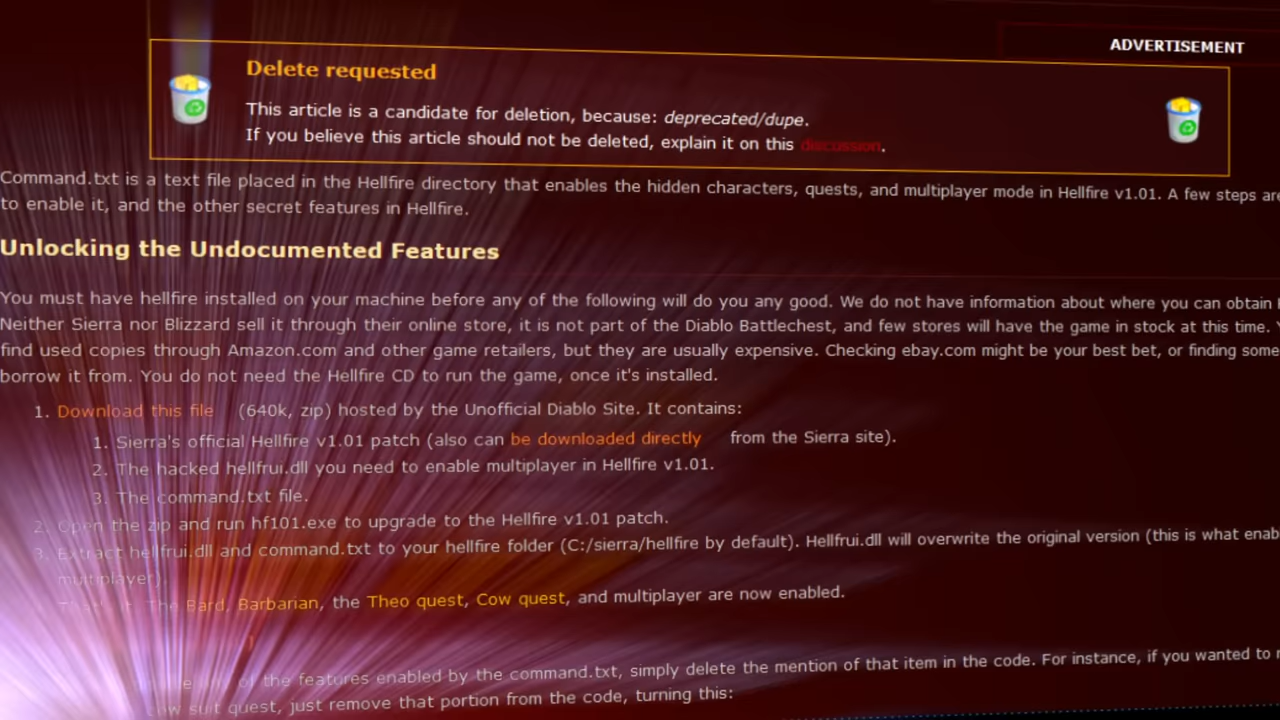 ADVERTISEMENT
Delete requested
This article is a candidate for deletion, because: deprecated/dupe.
If you believe this article should not be deleted, explain it on this discussion.
Command.txt is a text file placed in the Hellfire directory that enables the hidden characters, quests, and multiplayer mode in Hellfire v1.01. A few steps are
to enable it, and the other secret features in Hellfire.
Unlocking the Undocumented Features
You must have hellfire installed on your machine before any of the following will do you any good. We do not have information about where you can obtain
Neither Sierra nor Blizzard sell it through their online store, it is not part of the Diablo Battlechest, and few stores will have the game in stock at this time.
find used copies through Amazon.com and other game retailers, but they are usually expensive. Checking ebay.com might be your best bet, or finding some
borrow it from. You do not need the Hellfire CD to run the game, once it's installed.
1. Download this file (640k, zip) hosted by the Unofficial Diablo Site. It contains:
1. Sierra's official Hellfire v1.01 patch (also can be downloaded directly from the Sierra site).
2. The hacked hellfrui.dll you need to enable multiplayer in Hellfire v1.01.
3. The command.txt file.
2. Open the zip and run hf101.exe to upgrade to the Hellfire v1.01 patch.
3. Extract hellfrui.dll and command.txt to your hellfire folder (C:/sierra/hellfire by default). Hellfrui.dll will overwrite the original version (this is what enab
multiplayer).
That's it. The Bard, Barbarian, the Theo quest, Cow quest, and multiplayer are now enabled.
of the features enabled by the command.txt, simply delete the mention of that item in the code. For instance, if you wanted to
suit quest, just remove that portion from the code, turning this: